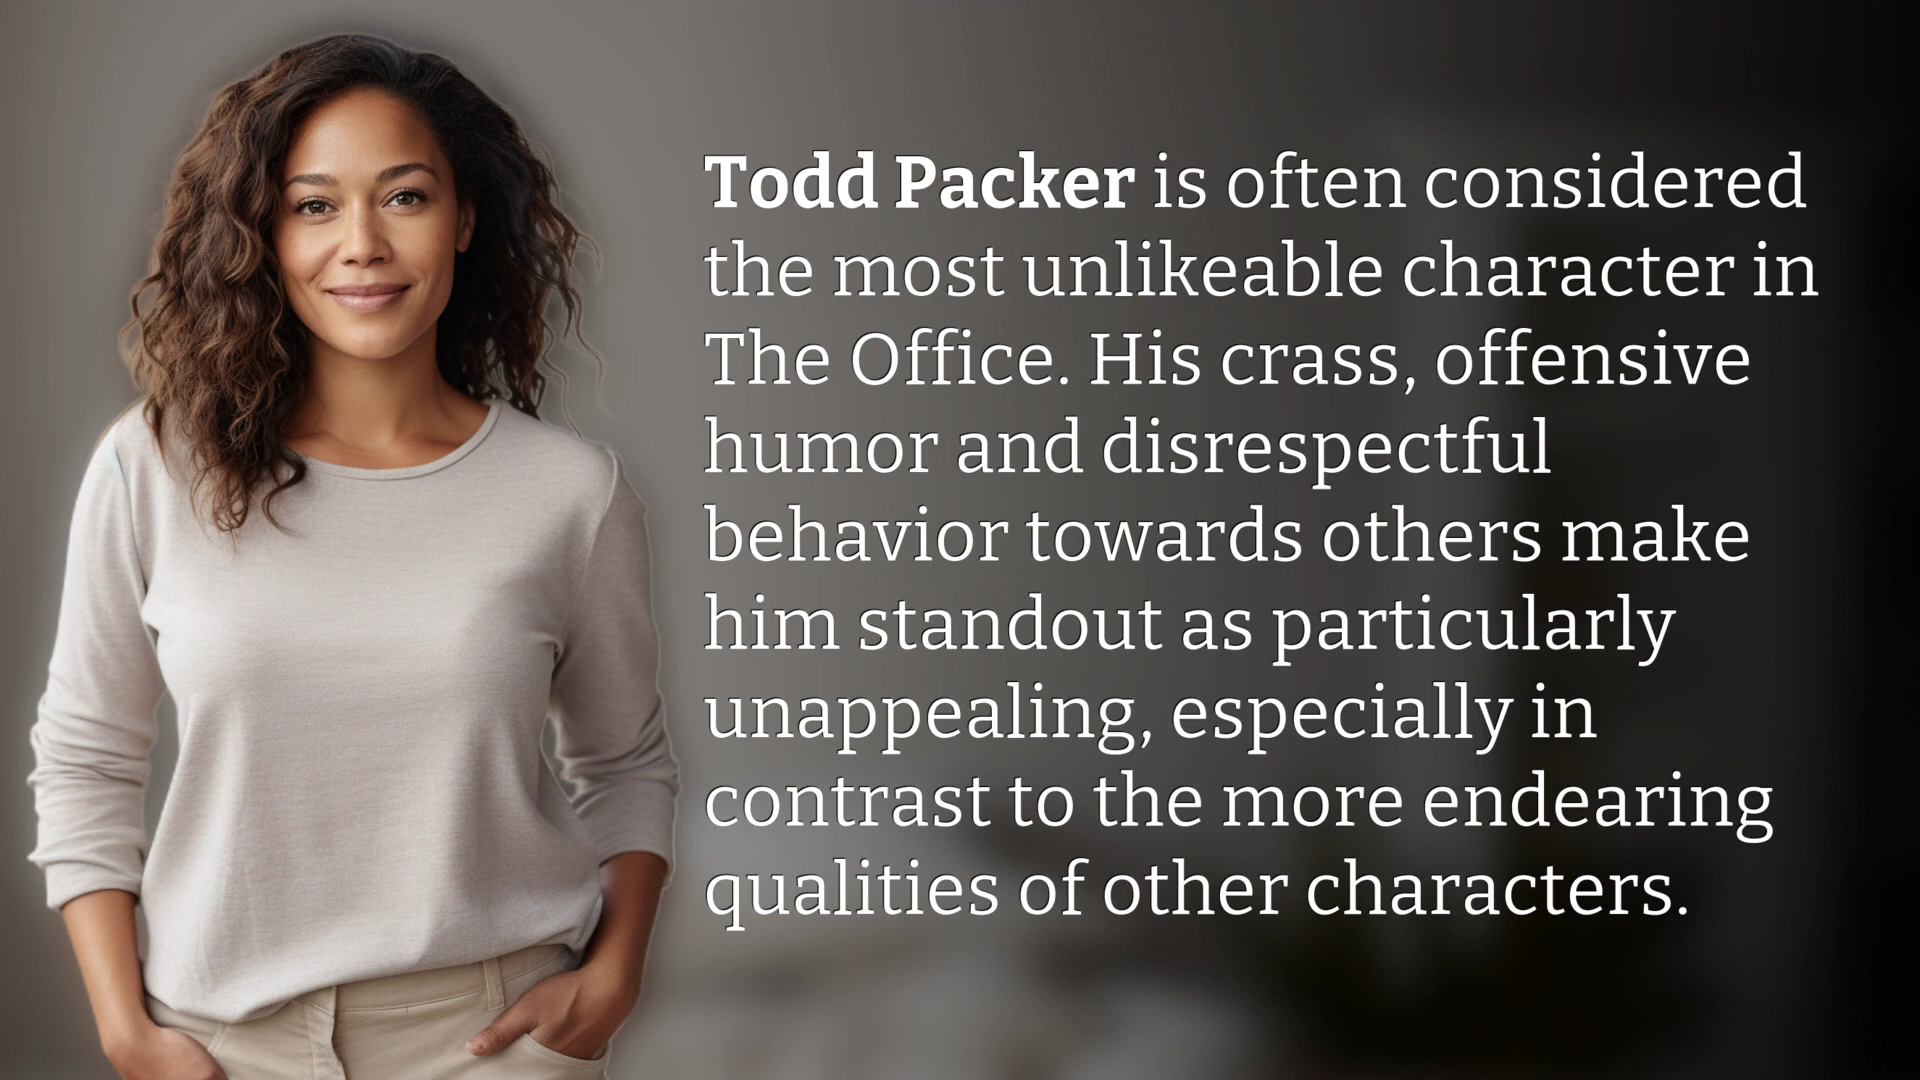 Todd Packer is often considered
the most unlikeable character in
The Office. His crass, offensive
humor and disrespectful
behavior towards others make
him standout as particularly
unappealing, especially in
contrast to the more endearing
qualities of other characters.